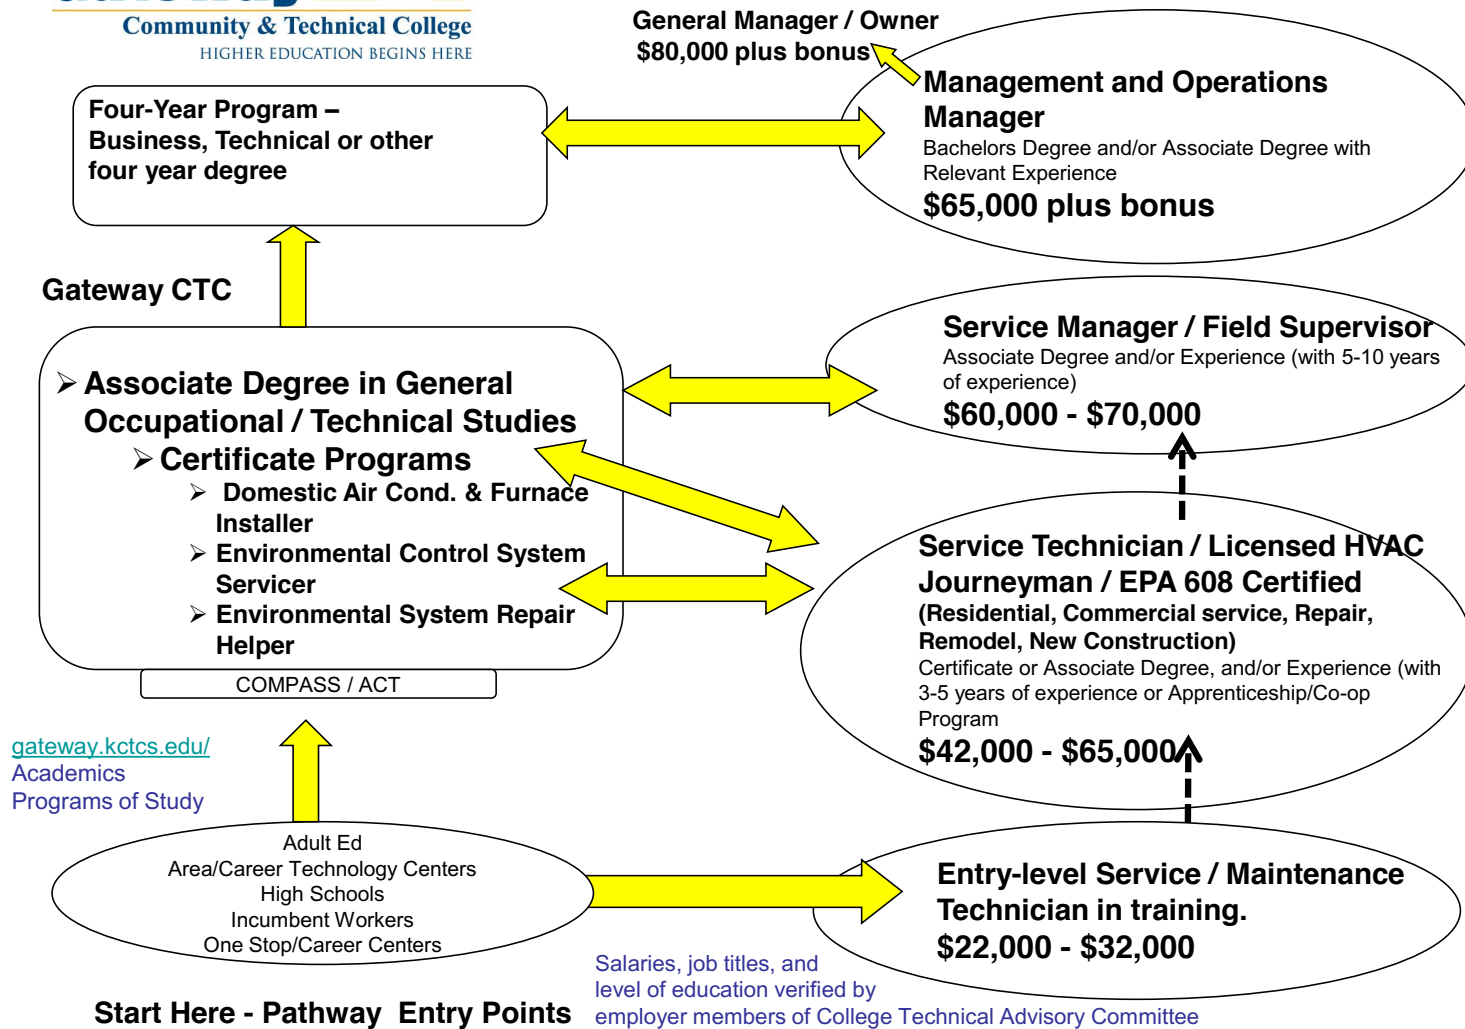 Community & Technical College
HIGHER EDUCATION BEGINS HERE
General Manager / Owner
$80,000 plus bonus
Four-Year Program –
Business, Technical or other
four year degree
Management and Operations
Manager
Bachelors Degree and/or Associate Degree with
Relevant Experience
$65,000 plus bonus
Gateway CTC
➢ Associate Degree in General
Occupational / Technical Studies
➢ Certificate Programs
➢ Domestic Air Cond. & Furnace
Installer
➢ Environmental Control System
Servicer
➢ Environmental System Repair
Helper
COMPASS / ACT
Service Manager / Field Supervisor
Associate Degree and/or Experience (with 5-10 years
of experience)
$60,000 - $70,000
Service Technician / Licensed HVAC
Journeyman / EPA 608 Certified
(Residential, Commercial service, Repair,
Remodel, New Construction)
Certificate or Associate Degree, and/or Experience (with
3-5 years of experience or Apprenticeship/Co-op
Program
$42,000 - $65,000
gateway.kctcs.edu/
Academics
Programs of Study
Adult Ed
Area/Career Technology Centers
High Schools
Incumbent Workers
One Stop/Career Centers
Entry-level Service / Maintenance
Technician in training.
$22,000 - $32,000
Start Here - Pathway Entry Points
Salaries, job titles, and
level of education verified by
employer members of College Technical Advisory Committee